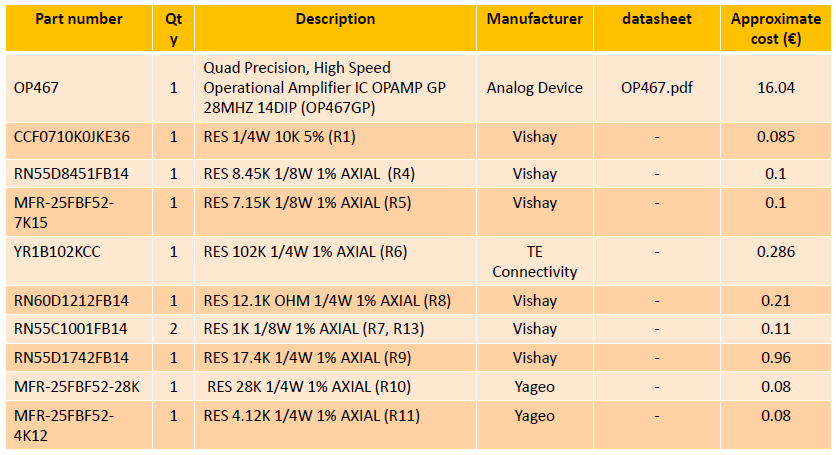 Part number Qt Description Manufacturer datasheet Approximate
y cost (€)
Quad Precision, High Speed
OP467 1 Operational Amplifier IC OPAMP GP Analog Device OP467.pdf 16.04
28MHZ 14DIP (OP467GP)
CCF0710K0JKE36 1 RES 1/4W 10K 5% (R1) Vishay - 0.085
RN55D8451FB14 1 RES 8.45K 1/8W 1% AXIAL (R4) Vishay - 0.1
MFR-25FBF52- 1 RES 7.15K 1/8W 1% AXIAL (R5) Vishay - 0.1
7K15
YR1B102KCC 1 RES 102K 1/4W 1% AXIAL (R6) TE - 0.286
Connectivity
RN60D1212FB14 1 RES 12.1K OHM 1/4W 1% AXIAL (R8) Vishay - 0.21
RN55C1001FB14 2 RES 1K 1/8W 1% AXIAL (R7, R13) Vishay - 0.11
RN55D1742FB14 1 RES 17.4K 1/4W 1% AXIAL (R9) Vishay - 0.96
MFR-25FBF52-28K 1 RES 28K 1/4W 1% AXIAL (R10) Yageo - 0.08
MFR-25FBF52- 1 RES 4.12K 1/4W 1% AXIAL (R11) Yageo - 0.08
4K12